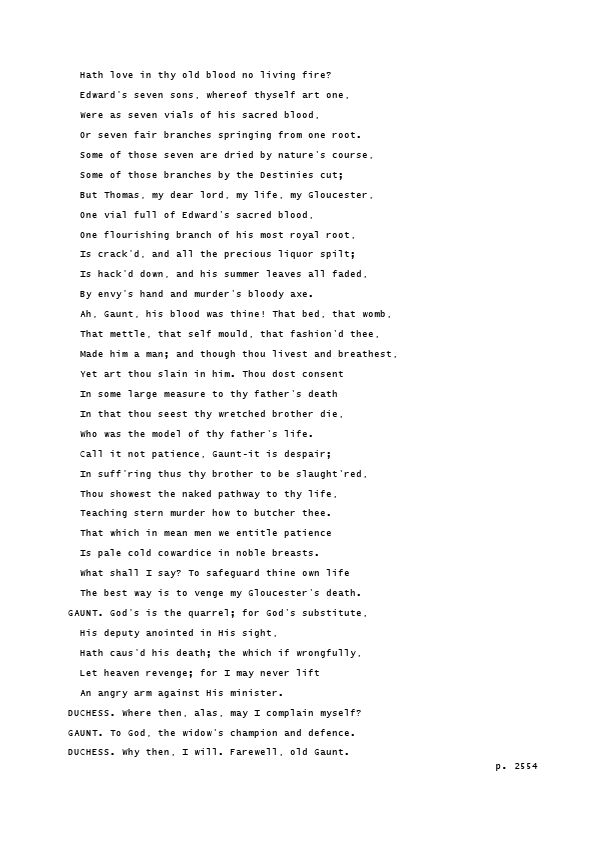 Hath love in thy old blood no living fire?
Edward's seven sons, whereof thyself art one,
Were as seven vials of his sacred blood,
Or seven fair branches springing from one root.
Some of those seven are dried by nature's course,
Some of those branches by the Destinies cut;
But Thomas, my dear lord, my life, my Gloucester,
One vial full of Edward's sacred blood,
One flourishing branch of his most royal root,
Is crack'd, and all the precious liquor spilt;
Is hack'd down, and his summer leaves all faded,
By envy's hand and murder's bloody axe.
Ah, Gaunt, his blood was thine! That bed, that womb,
That mettle, that self mould, that fashion'd thee,
Made him a man; and though thou livest and breathest,
Yet art thou slain in him. Thou dost consent
In some large measure to thy father's death
In that thou seest thy wretched brother die,
Who was the model of thy father's life.
Call it not patience, Gaunt-it is despair;
In suff'ring thus thy brother to be slaught'red,
Thou showest the naked pathway to thy life,
Teaching stern murder how to butcher thee.
That which in mean men we entitle patience
Is pale cold cowardice in noble breasts.
What shall I say? To safeguard thine own life
The best way is to venge my Gloucester's death.
GAUNT. God's is the quarrel; for God's substitute,
His deputy anointed in His sight,
Hath caus'd his death; the which if wrongfully,
Let heaven revenge; for I may never lift
An angry arm against His minister.
DUCHESS. Where then, alas, may I complain myself?
GAUNT. To God, the widow's champion and defence.
DUCHESS. Why then, I will. Farewell, old Gaunt.
p. 2554